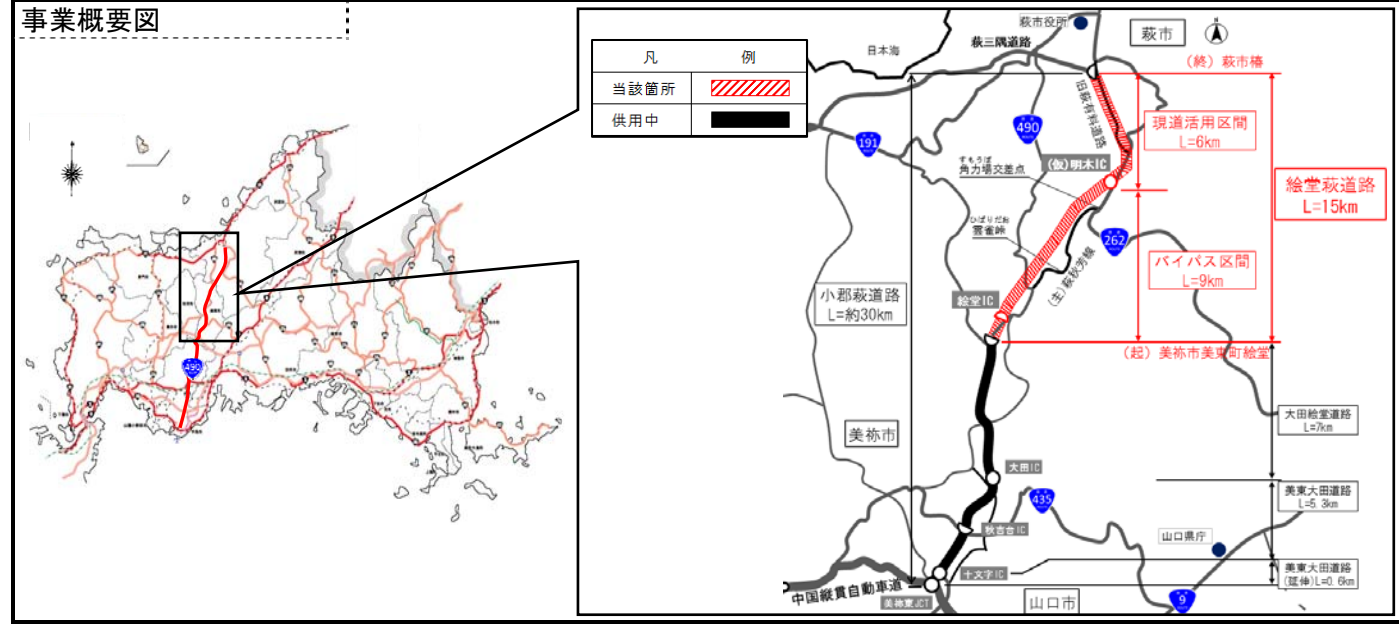 事業概要図
凡 例
当該箇所
供用中
490
萩市役所
萩市
N
日本海
萩三隅道路
(終) 萩市椿
旧萩有料道路
191
490
現道活用区間
L=6km
(仮)明木IC
すもうば
角力場交差点
絵堂萩道路
L=15km
ひばりだお
雲雀峠
262
バイパス区間
L=9km
(主)萩秋芳線
小郡萩道路
L=約30km
絵堂IC
(起) 美祢市美東町絵堂
大田絵堂道路
L=7km
美祢市
大田IC
435
美東大田道路
L=5.3km
秋吉台IC
山口県庁
十文字IC
美東大田道路
(延伸)L=0.6km
中国縦貫自動車道
美祢東JCT
山口市
9